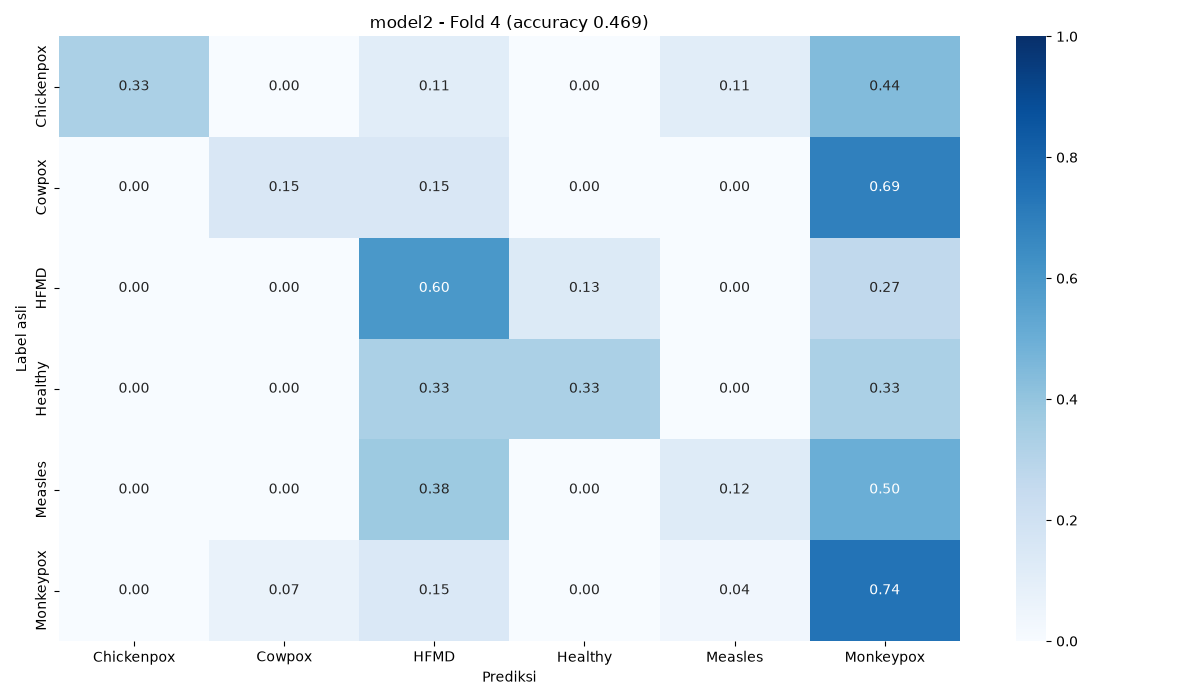 model2 - Fold 4 (accuracy 0.469)
Label asli
Chickenpox 0.33 0.00 0.11 0.00 0.11 0.44
Cowpox 0.00 0.15 0.15 0.00 0.00 0.69
HFMD 0.00 0.00 0.60 0.13 0.00 0.27
Healthy 0.00 0.00 0.33 0.33 0.00 0.33
Measles 0.00 0.00 0.38 0.00 0.12 0.50
Monkeypox 0.00 0.07 0.15 0.00 0.04 0.74
Chickenpox Cowpox HFMD Healthy Measles Monkeypox
Prediksi
1.0
0.8
0.6
0.4
0.2
0.0